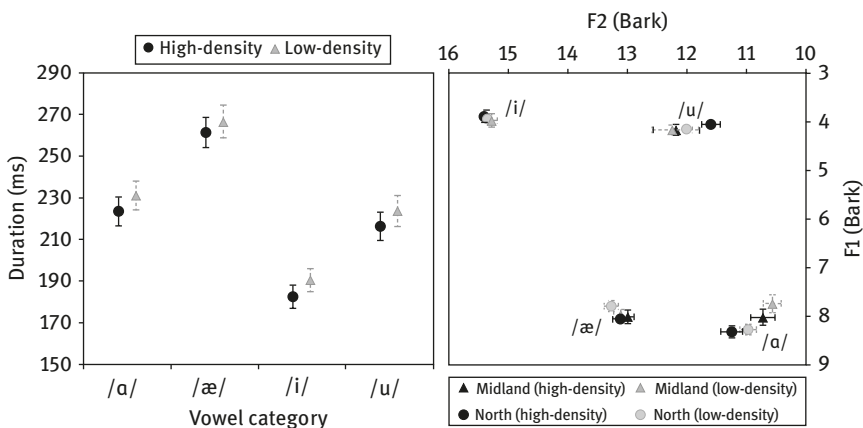 High-density Low-density
290
270
250
230
210
190
170
150
Duration (ms)
/ɑ/ /æ/ /i/ /u/
Vowel category
F2 (Bark)
16 15 13 12 11 10
3
4
5
6
7
8
9
F1 (Bark)
/i/
/u/
/æ/
/ɑ/
Midland (high-density) Midland (low-density)
North (high-density) North (low-density)